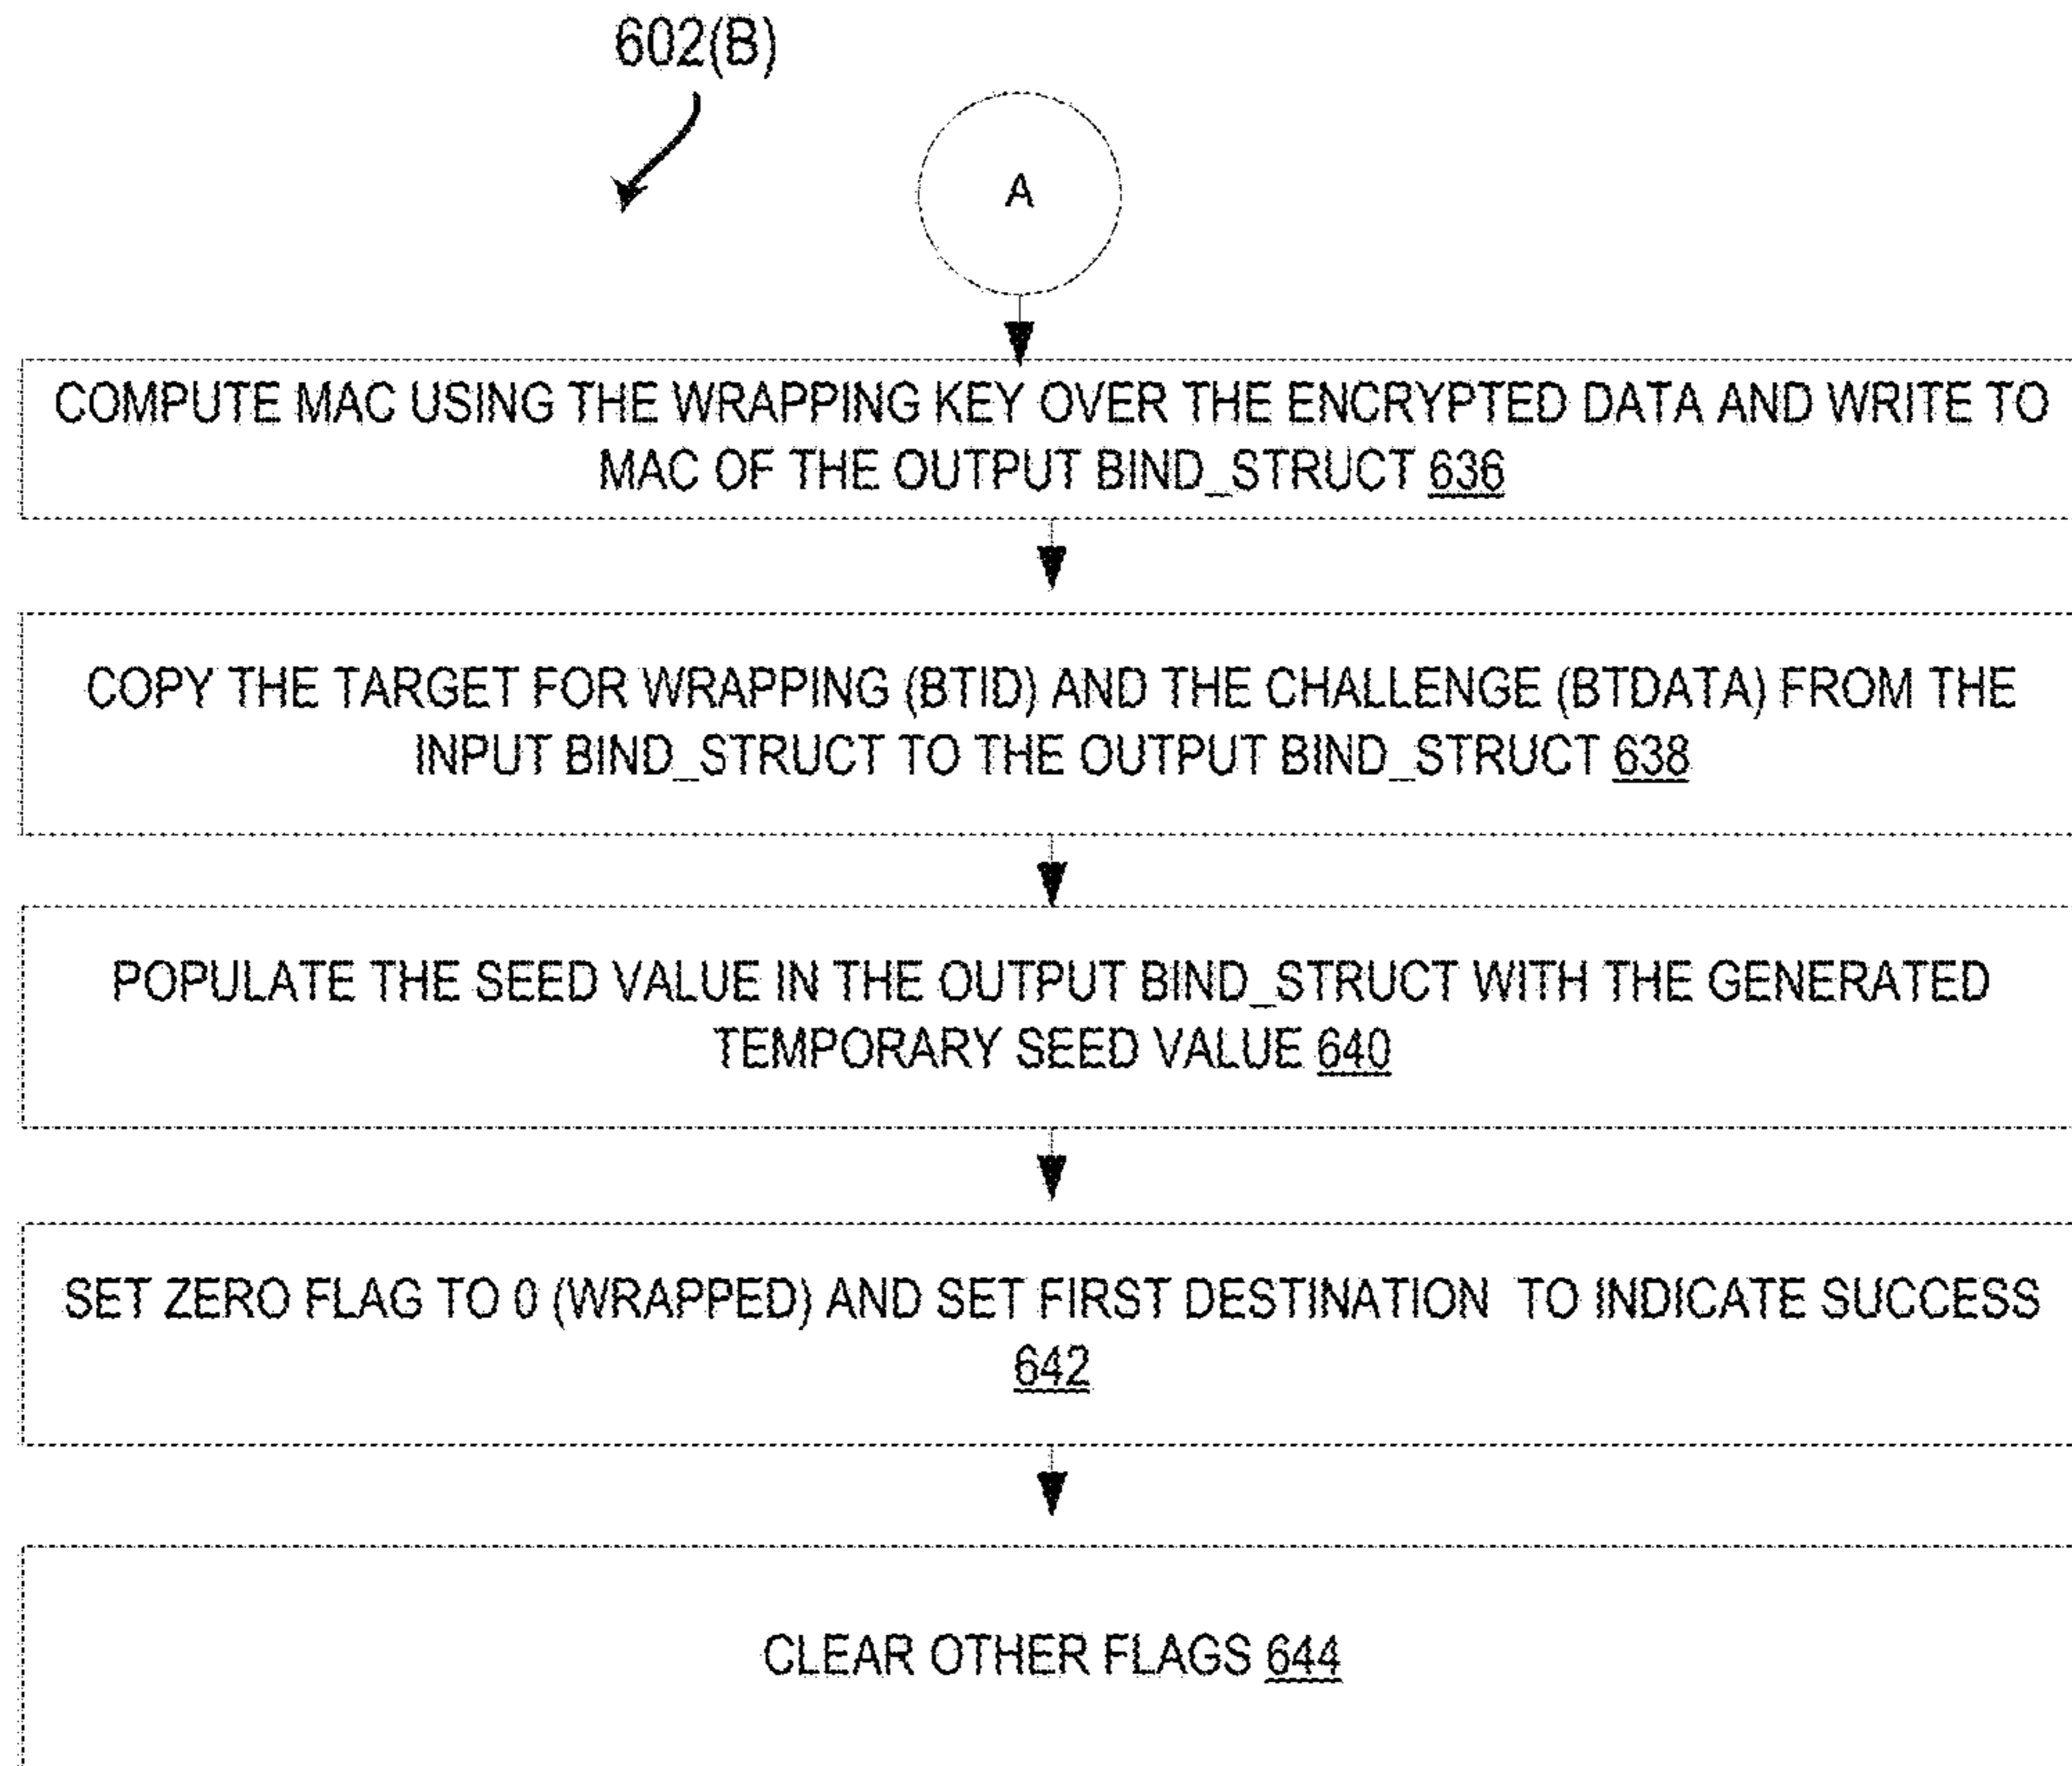 602(B)
A
COMPUTE MAC USING THE WRAPPING KEY OVER THE ENCRYPTED DATA AND WRITE TO
MAC OF THE OUTPUT BIND_STRUCT 636
COPY THE TARGET FOR WRAPPING (BTID) AND THE CHALLENGE (BTDATA) FROM THE
INPUT BIND_STRUCT TO THE OUTPUT BIND_STRUCT 638
POPULATE THE SEED VALUE IN THE OUTPUT BIND_STRUCT WITH THE GENERATED
TEMPORARY SEED VALUE 640
SET ZERO FLAG TO 0 (WRAPPED) AND SET FIRST DESTINATION TO INDICATE SUCCESS
642
CLEAR OTHER FLAGS 644